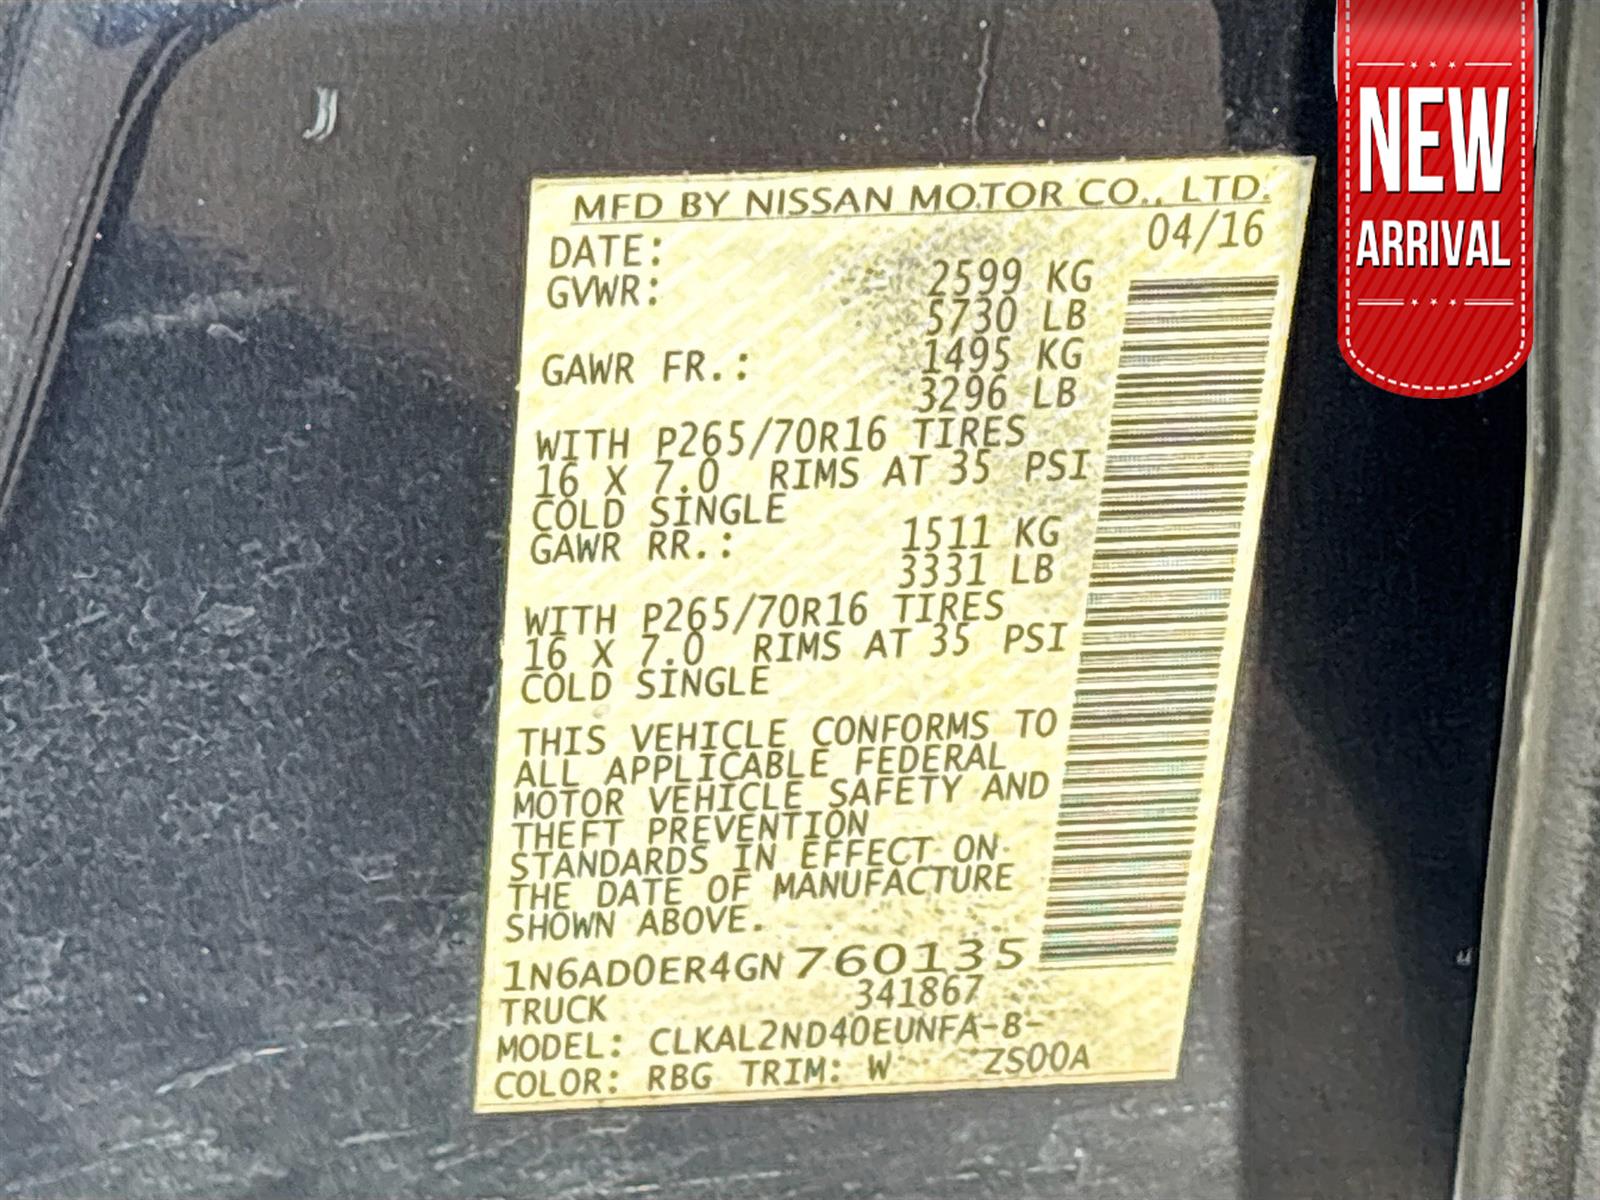 NEW
ARRIVAL
MFD BY NISSAN MOTOR CO., LTD.
DATE: 04/16
GVWR: 2599 KG
5730 LB
GAWR FR.: 1495 KG
3296 LB
WITH P265/70R16 TIRES
16 X 7.0 RIMS AT 35 PSI
COLD SINGLE
GAWR RR.: 1511 KG
3331 LB
WITH P265/70R16 TIRES
16 X 7.0 RIMS AT 35 PSI
COLD SINGLE
THIS VEHICLE CONFORMS TO
ALL APPLICABLE FEDERAL
MOTOR VEHICLE SAFETY AND
THEFT PREVENTION
STANDARDS IN EFFECT ON
THE DATE OF MANUFACTURE
SHOWN ABOVE.
1N6AD0ER4GN760135
TRUCK 341867
MODEL: CLKAL2ND40EUNFA-B-
COLOR: RBG TRIM: W ZS00A